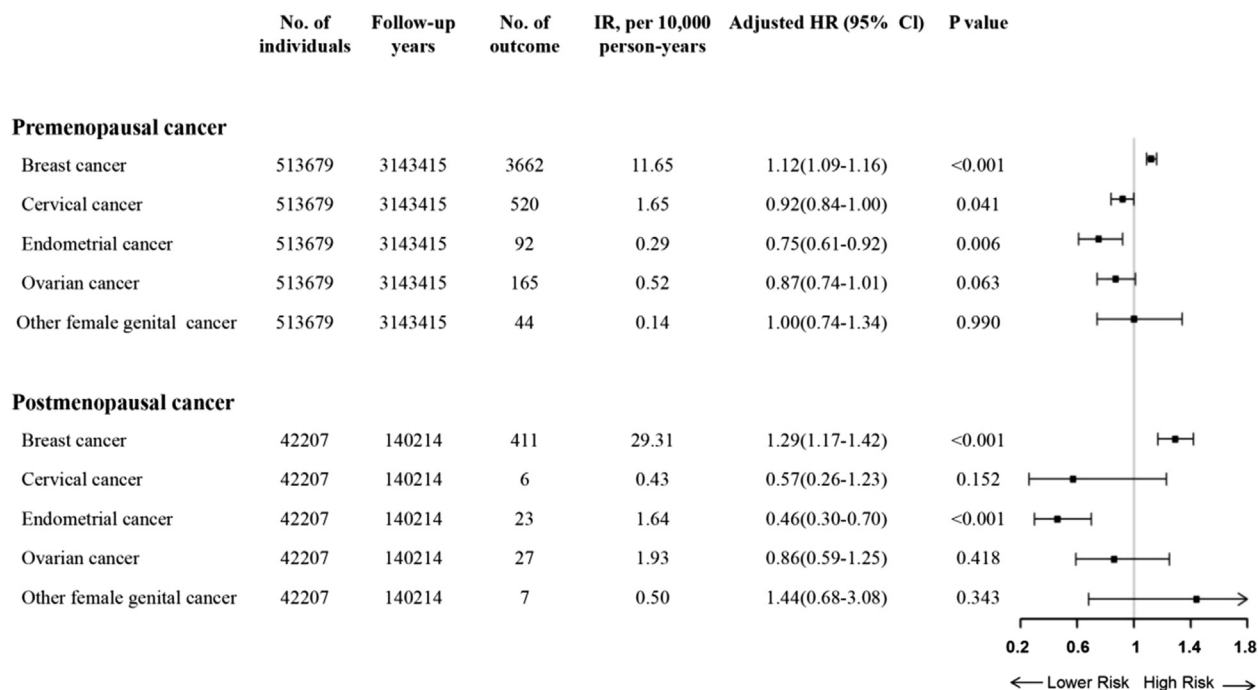 No. of individuals Follow-up years No. of outcome IR, per 10,000 person-years Adjusted HR (95% CI) P value
Premenopausal cancer
Breast cancer 513679 3143415 3662 11.65 1.12(1.09-1.16) <0.001
Cervical cancer 513679 3143415 520 1.65 0.92(0.84-1.00) 0.041
Endometrial cancer 513679 3143415 92 0.29 0.75(0.61-0.92) 0.006
Ovarian cancer 513679 3143415 165 0.52 0.87(0.74-1.01) 0.063
Other female genital cancer 513679 3143415 44 0.14 1.00(0.74-1.34) 0.990
Postmenopausal cancer
Breast cancer 42207 140214 411 29.31 1.29(1.17-1.42) <0.001
Cervical cancer 42207 140214 6 0.43 0.57(0.26-1.23) 0.152
Endometrial cancer 42207 140214 23 1.64 0.46(0.30-0.70) <0.001
Ovarian cancer 42207 140214 27 1.93 0.86(0.59-1.25) 0.418
Other female genital cancer 42207 140214 7 0.50 1.44(0.68-3.08) 0.343
0.2 0.6 1 1.4 1.8
Lower Risk High Risk